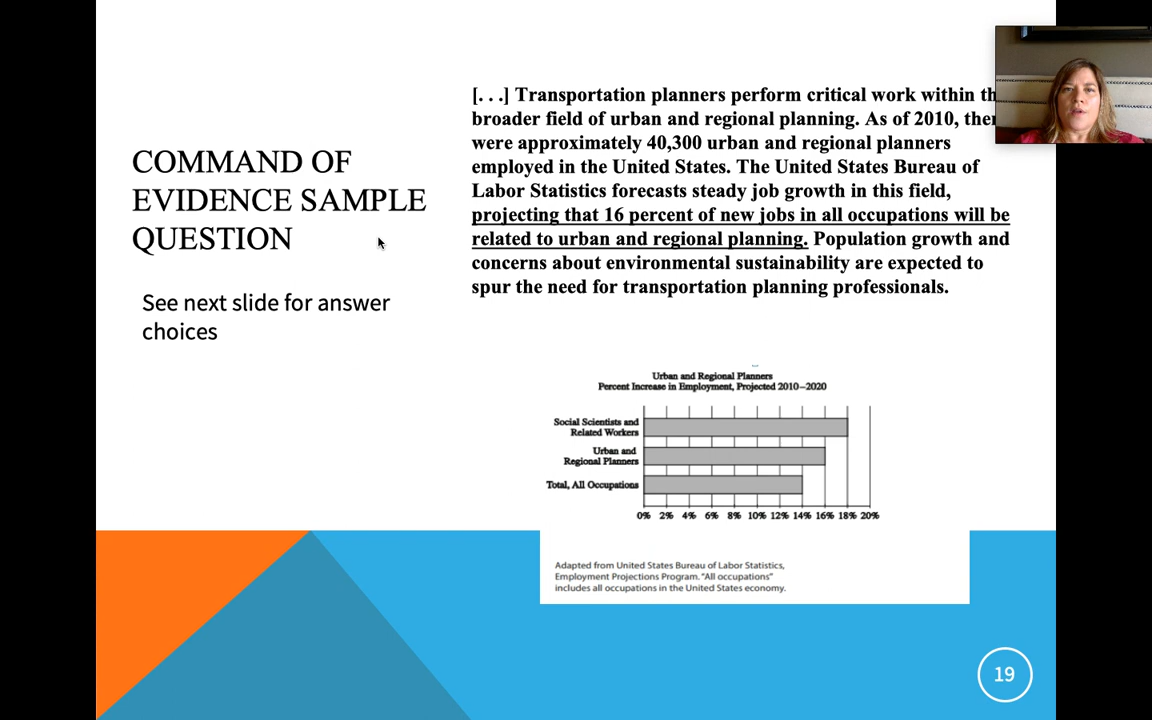 COMMAND OF
EVIDENCE SAMPLE
QUESTION
See next slide for answer
choices
[. . .] Transportation planners perform critical work within th
broader field of urban and regional planning. As of 2010, ther
were approximately 40,300 urban and regional planners
employed in the United States. The United States Bureau of
Labor Statistics forecasts steady job growth in this field,
projecting that 16 percent of new jobs in all occupations will be
related to urban and regional planning. Population growth and
concerns about environmental sustainability are expected to
spur the need for transportation planning professionals.
Urban and Regional Planners
Percent Increase in Employment, Projected 2010–2020
Social Scientists and
Related Workers
Urban and
Regional Planners
Total, All Occupations
0% 2% 4% 6% 8% 10% 12% 14% 16% 18% 20%
Adapted from United States Bureau of Labor Statistics,
Employment Projections Program. "All occupations"
includes all occupations in the United States economy.
19